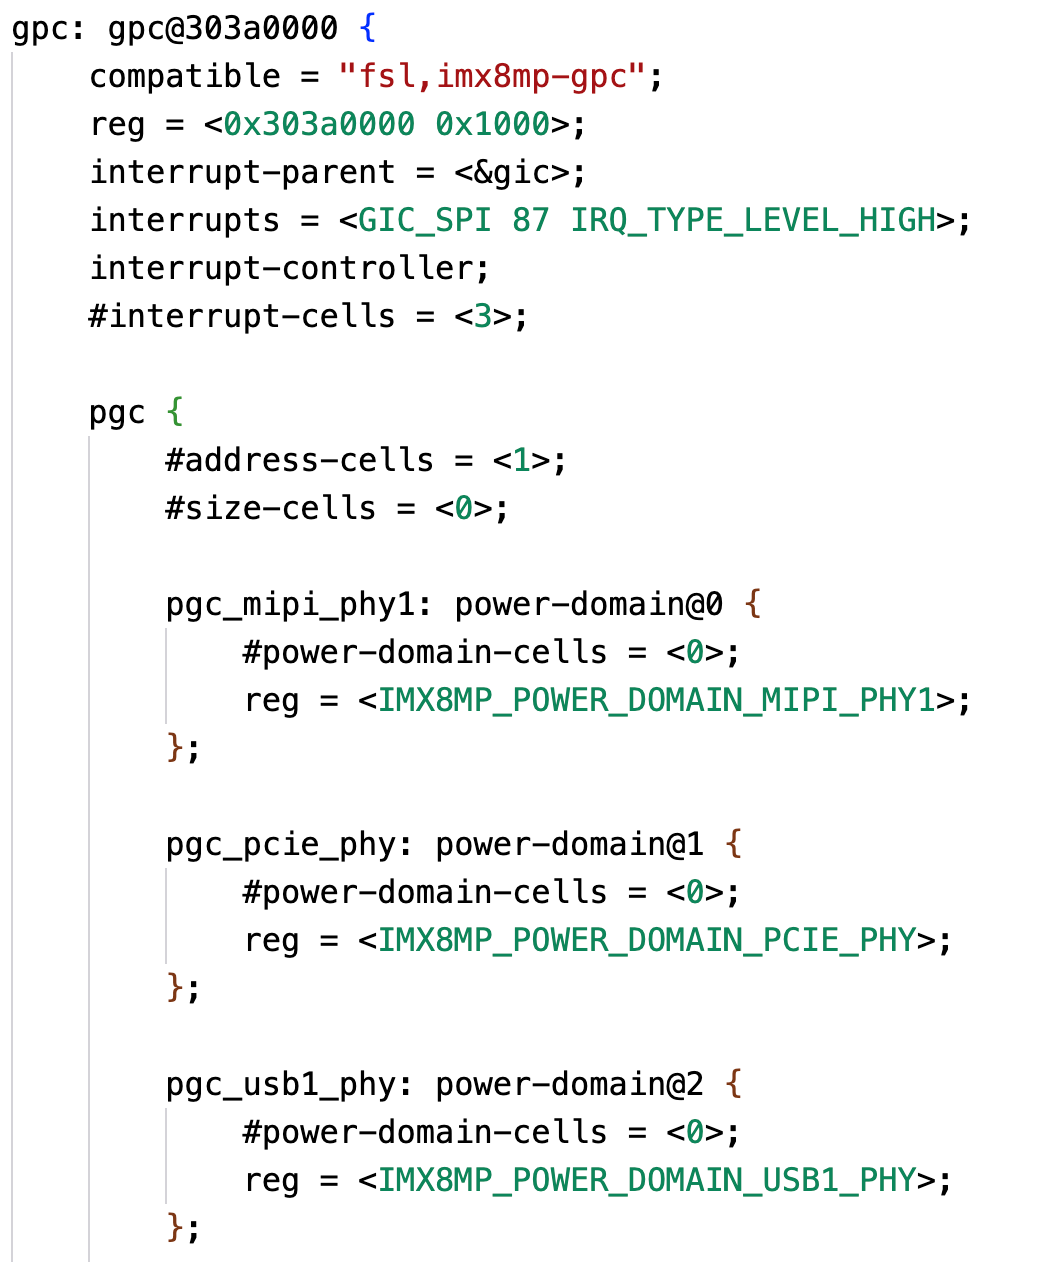 gpc: gpc@303a0000 {
compatible = "fsl,imx8mp-gpc";
reg = <0x303a0000 0x1000>;
interrupt-parent = <&gic>;
interrupts = <GIC_SPI 87 IRQ_TYPE_LEVEL_HIGH>;
interrupt-controller;
#interrupt-cells = <3>;
pgc {
#address-cells = <1>;
#size-cells = <0>;
pgc_mipi_phy1: power-domain@0 {
#power-domain-cells = <0>;
reg = <IMX8MP_POWER_DOMAIN_MIPI_PHY1>;
};
pgc_pcie_phy: power-domain@1 {
#power-domain-cells = <0>;
reg = <IMX8MP_POWER_DOMAIN_PCIE_PHY>;
};
pgc_usb1_phy: power-domain@2 {
#power-domain-cells = <0>;
reg = <IMX8MP_POWER_DOMAIN_USB1_PHY>;
};